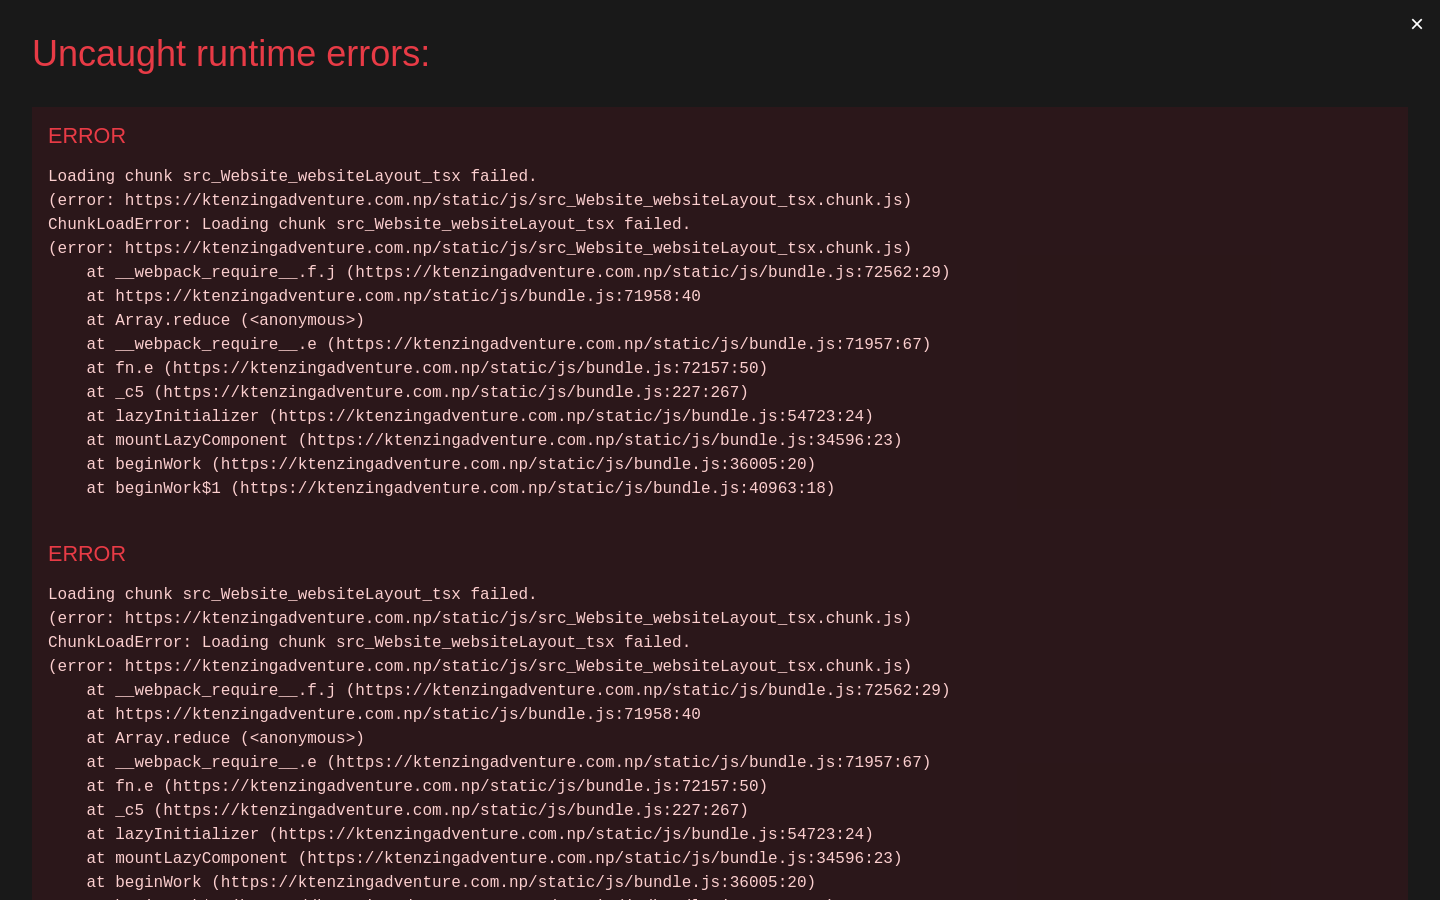 ×
Uncaught runtime errors:
ERROR
Loading chunk src_Website_websiteLayout_tsx failed.
(error: https://ktenzingadventure.com.np/static/js/src_Website_websiteLayout_tsx.chunk.js)
ChunkLoadError: Loading chunk src_Website_websiteLayout_tsx failed.
(error: https://ktenzingadventure.com.np/static/js/src_Website_websiteLayout_tsx.chunk.js)
    at __webpack_require__.f.j (https://ktenzingadventure.com.np/static/js/bundle.js:72562:29)
    at https://ktenzingadventure.com.np/static/js/bundle.js:71958:40
    at Array.reduce (<anonymous>)
    at __webpack_require__.e (https://ktenzingadventure.com.np/static/js/bundle.js:71957:67)
    at fn.e (https://ktenzingadventure.com.np/static/js/bundle.js:72157:50)
    at _c5 (https://ktenzingadventure.com.np/static/js/bundle.js:227:267)
    at lazyInitializer (https://ktenzingadventure.com.np/static/js/bundle.js:54723:24)
    at mountLazyComponent (https://ktenzingadventure.com.np/static/js/bundle.js:34596:23)
    at beginWork (https://ktenzingadventure.com.np/static/js/bundle.js:36005:20)
    at beginWork$1 (https://ktenzingadventure.com.np/static/js/bundle.js:40963:18)
ERROR
Loading chunk src_Website_websiteLayout_tsx failed.
(error: https://ktenzingadventure.com.np/static/js/src_Website_websiteLayout_tsx.chunk.js)
ChunkLoadError: Loading chunk src_Website_websiteLayout_tsx failed.
(error: https://ktenzingadventure.com.np/static/js/src_Website_websiteLayout_tsx.chunk.js)
    at __webpack_require__.f.j (https://ktenzingadventure.com.np/static/js/bundle.js:72562:29)
    at https://ktenzingadventure.com.np/static/js/bundle.js:71958:40
    at Array.reduce (<anonymous>)
    at __webpack_require__.e (https://ktenzingadventure.com.np/static/js/bundle.js:71957:67)
    at fn.e (https://ktenzingadventure.com.np/static/js/bundle.js:72157:50)
    at _c5 (https://ktenzingadventure.com.np/static/js/bundle.js:227:267)
    at lazyInitializer (https://ktenzingadventure.com.np/static/js/bundle.js:54723:24)
    at mountLazyComponent (https://ktenzingadventure.com.np/static/js/bundle.js:34596:23)
    at beginWork (https://ktenzingadventure.com.np/static/js/bundle.js:36005:20)